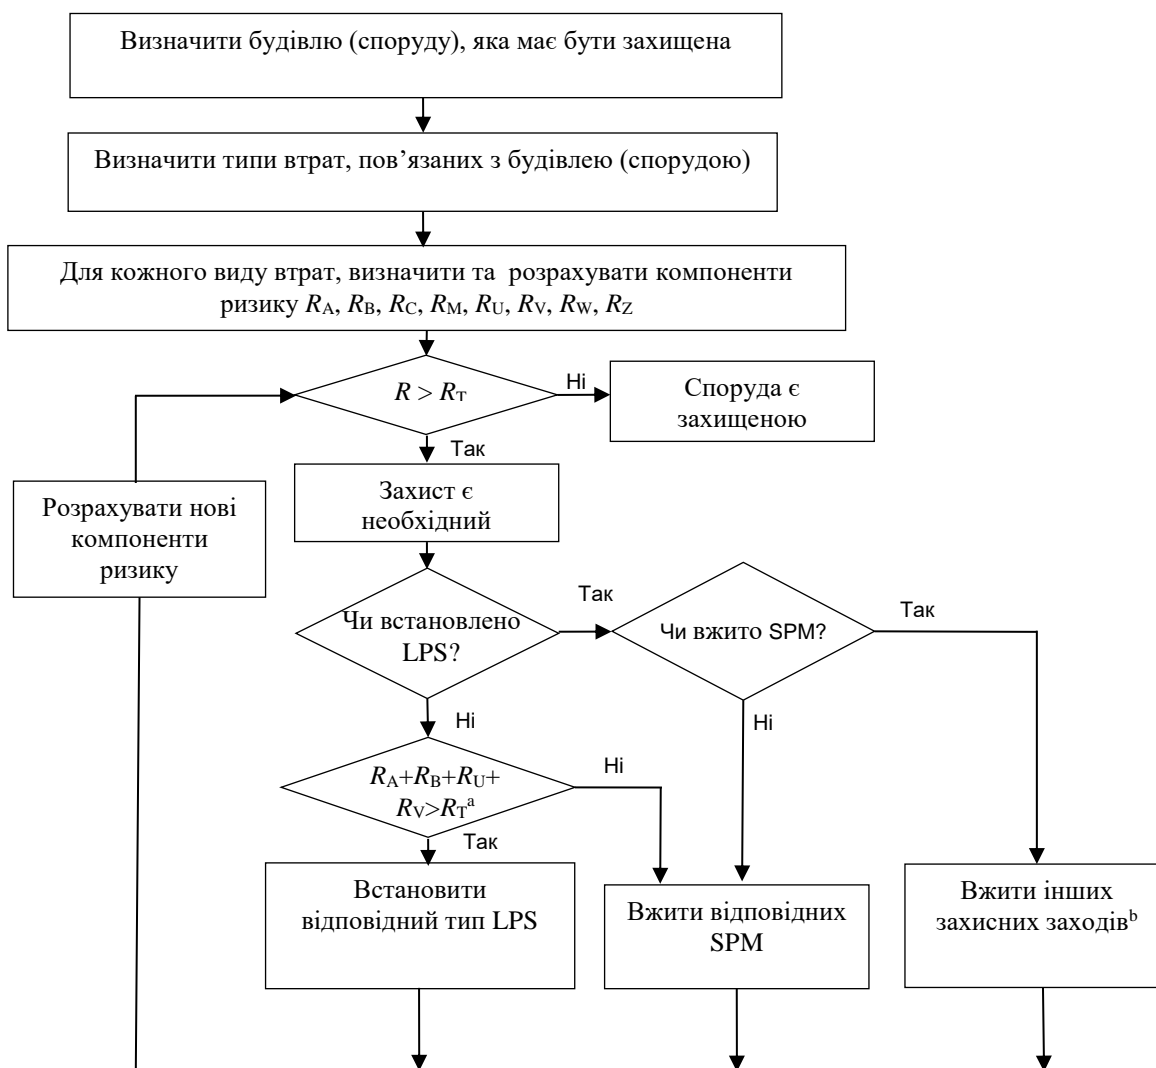 Визначити будівлю (споруду), яка має бути захищена
Визначити типи втрат, пов’язаних з будівлею (спорудою)
Для кожного виду втрат, визначити та розрахувати компоненти
ризику RA, RB, RC, RM, RU, RV, RW, RZ
R > RT
Ні
Споруда є
захищеною
Так
Захист є
необхідний
Розрахувати нові
компоненти
ризику
Чи встановлено
LPS?
Так
Чи вжито SPM?
Так
Ні
Ні
RA+RB+RU+
RV>RTa
Ні
Так
Встановити
відповідний тип LPS
Вжити відповідних
SPM
Вжити інших
захисних заходівb